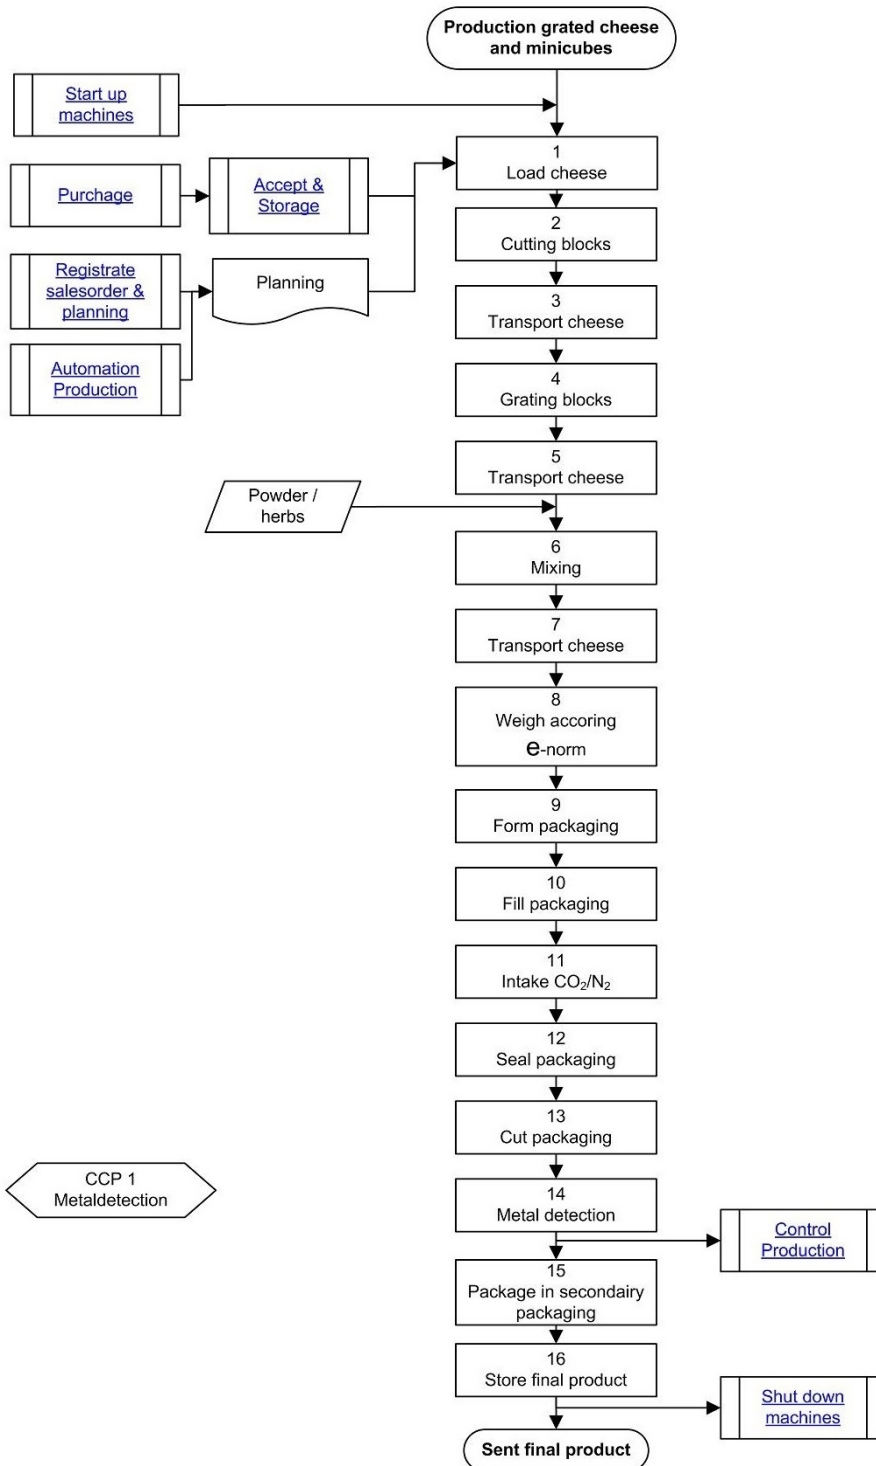 Production grated cheese
and minicubes
Start up
machines
1
Load cheese
Purchage
Accept &
Storage
2
Cutting blocks
Registrate
salesorder &
planning
Planning
3
Transport cheese
Automation
Production
4
Grating blocks
5
Transport cheese
Powder /
herbs
6
Mixing
7
Transport cheese
8
Weigh accoring
e-norm
9
Form packaging
10
Fill packaging
11
Intake CO₂/N₂
12
Seal packaging
13
Cut packaging
CCP 1
Metaldetection
14
Metal detection
Control
Production
15
Package in secondairy
packaging
16
Store final product
Shut down
machines
Sent final product